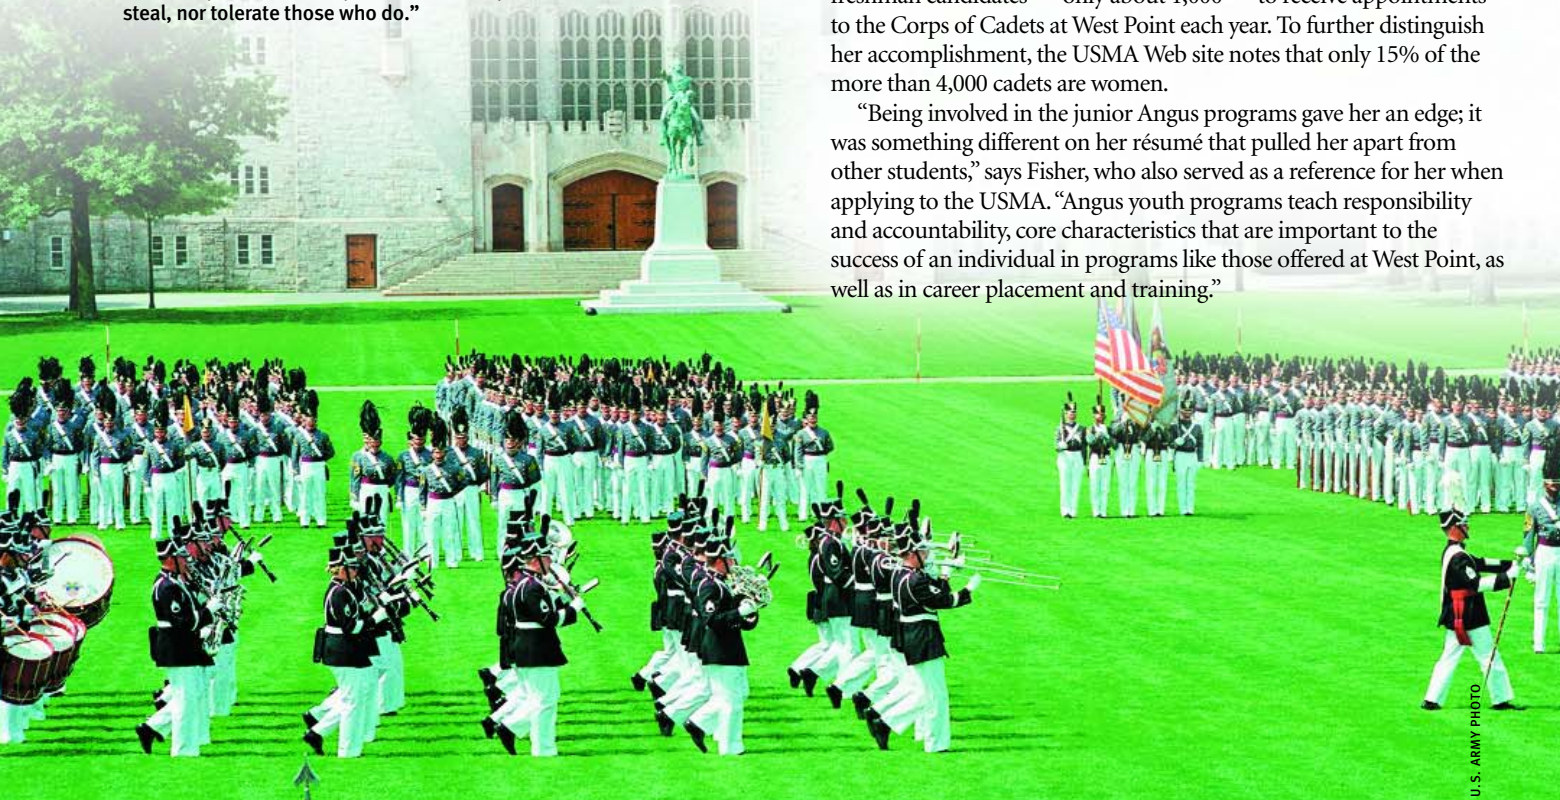 steal, nor tolerate those who do.”
to the Corps of Cadets at West Point each year. To further distinguish
her accomplishment, the USMA Web site notes that only 15% of the
more than 4,000 cadets are women.
“Being involved in the junior Angus programs gave her an edge; it
was something different on her résumé that pulled her apart from
other students,” says Fisher, who also served as a reference for her when
applying to the USMA. “Angus youth programs teach responsibility
and accountability, core characteristics that are important to the
success of an individual in programs like those offered at West Point, as
well as in career placement and training.”
U.S. ARMY PHOTO